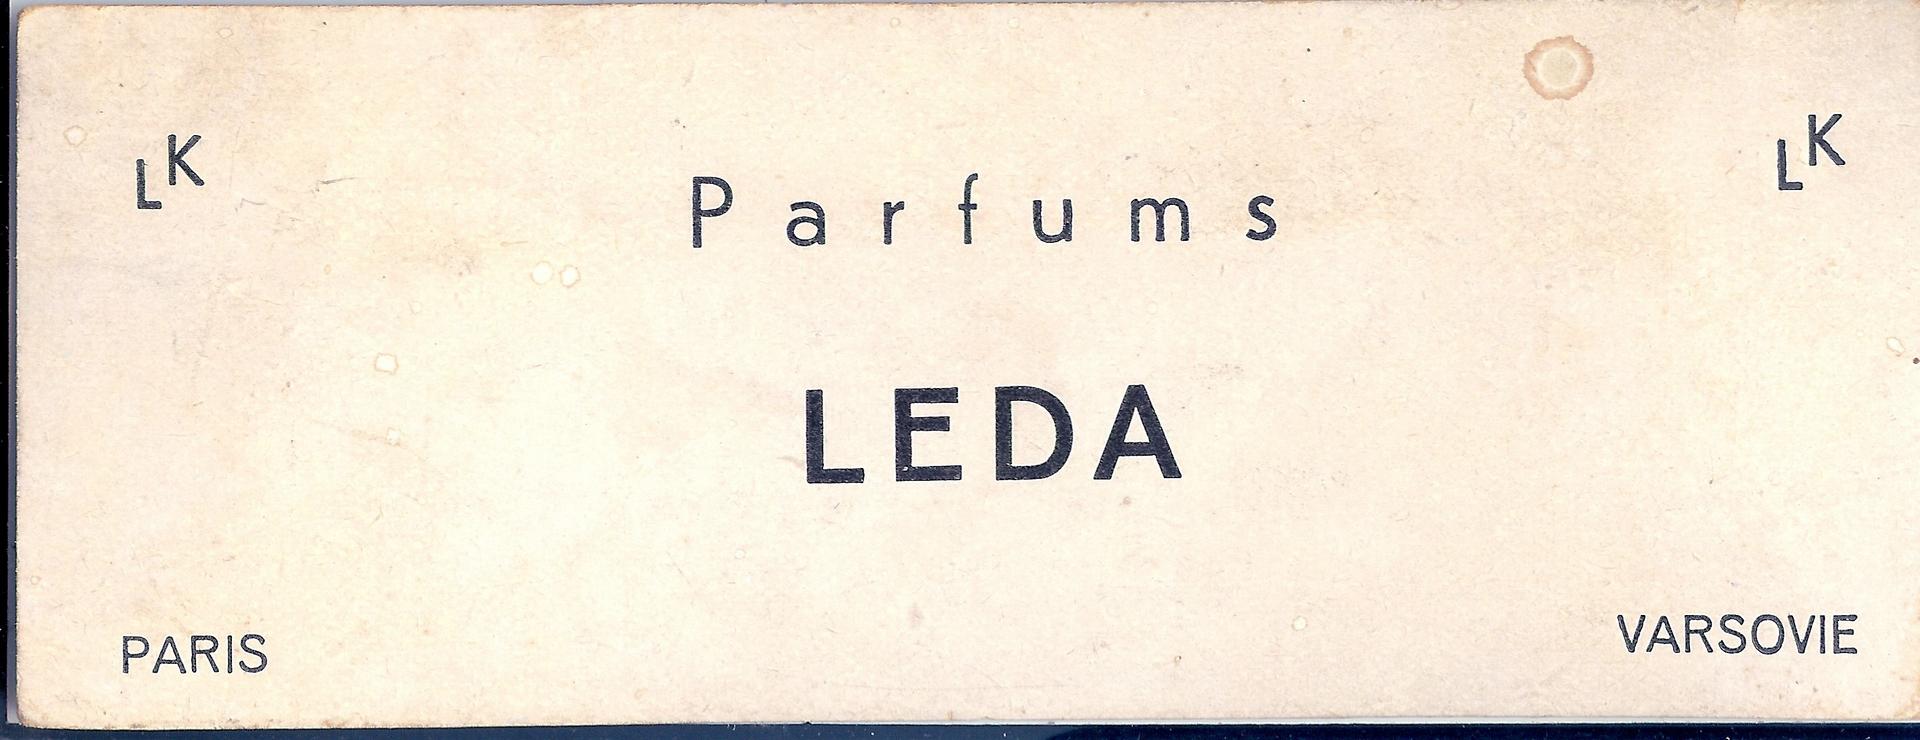 LK LK
Parfums
LEDA
PARIS VARSOVIE